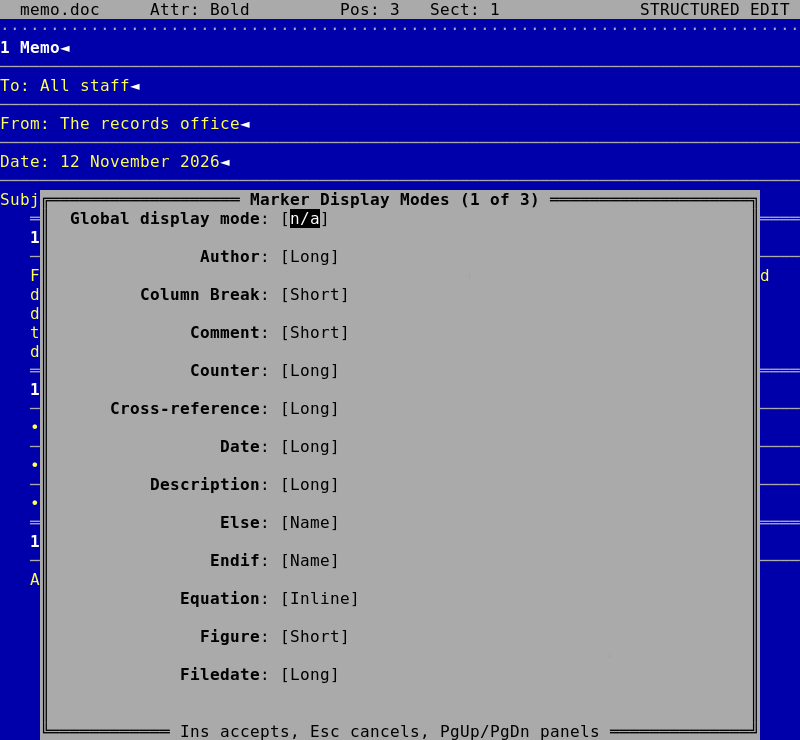 memo.doc Attr: Bold Pos: 3 Sect: 1 STRUCTURED EDIT
1 Memo◄
To: All staff◄
From: The records office◄
Date: 12 November 2026◄
Subj
Marker Display Modes (1 of 3)
Global display mode: [n/a]
1
Author: [Long]
F d
d
Column Break: [Short]
d
Comment: [Short]
t
d
Counter: [Long]
1
Cross-reference: [Long]
•
Date: [Long]
•
Description: [Long]
•
Else: [Name]
1
Endif: [Name]
A
Equation: [Inline]
Figure: [Short]
Filedate: [Long]
Ins accepts, Esc cancels, PgUp/PgDn panels